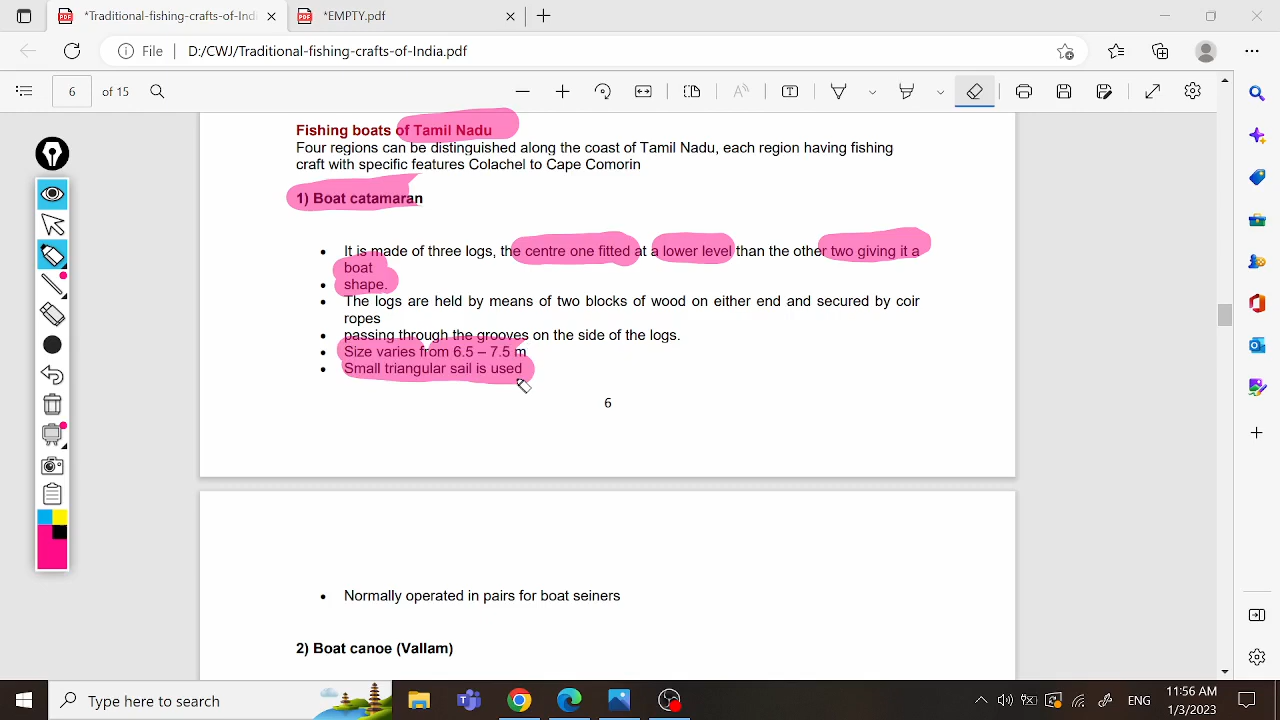 *Traditional-fishing-crafts-of-Indi
*EMPTY.pdf
File D:/CWJ/Traditional-fishing-crafts-of-India.pdf
6 of 15
Fishing boats of Tamil Nadu
Four regions can be distinguished along the coast of Tamil Nadu, each region having fishing
craft with specific features Colachel to Cape Comorin
1) Boat catamaran
• It is made of three logs, the centre one fitted at a lower level than the other two giving it a
boat
• shape.
• The logs are held by means of two blocks of wood on either end and secured by coir
ropes
• passing through the grooves on the side of the logs.
• Size varies from 6.5 – 7.5 m
• Small triangular sail is used
6
• Normally operated in pairs for boat seiners
2) Boat canoe (Vallam)
Type here to search
ENG
11:56 AM
1/3/2023